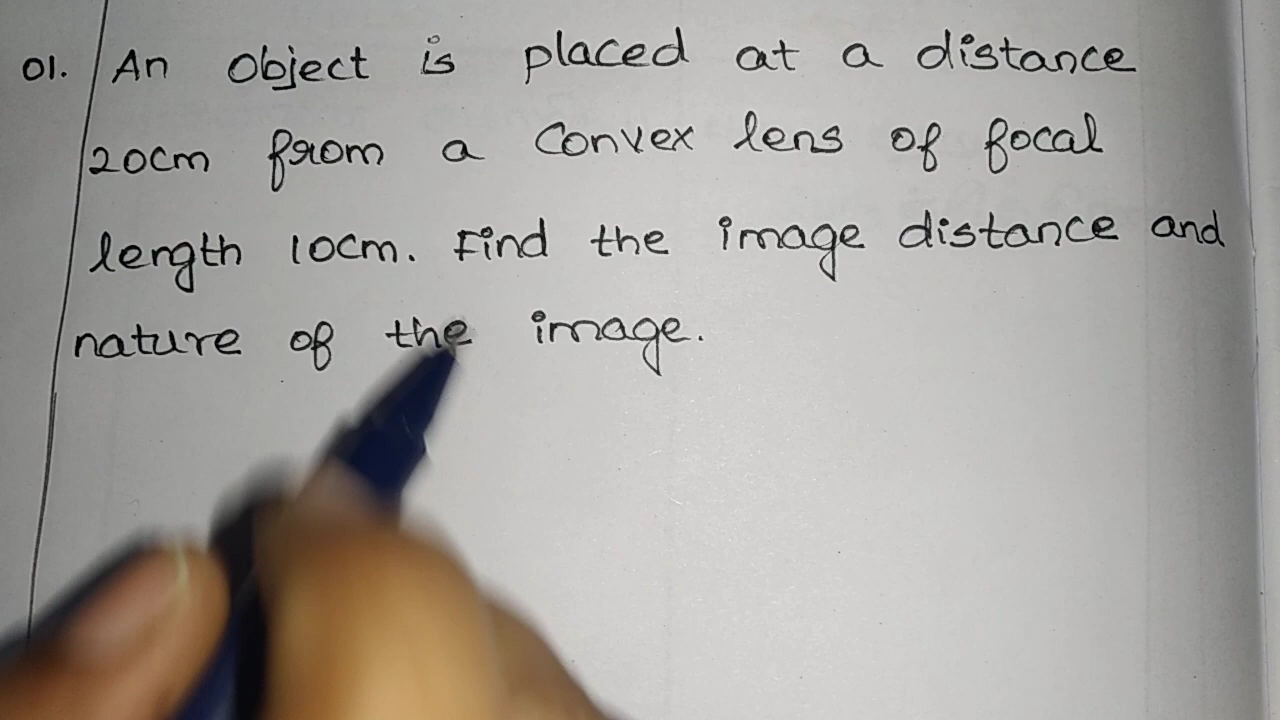 01. An object is placed at a distance
20cm from a convex lens of focal
length 10cm. Find the image distance and
nature of the image.